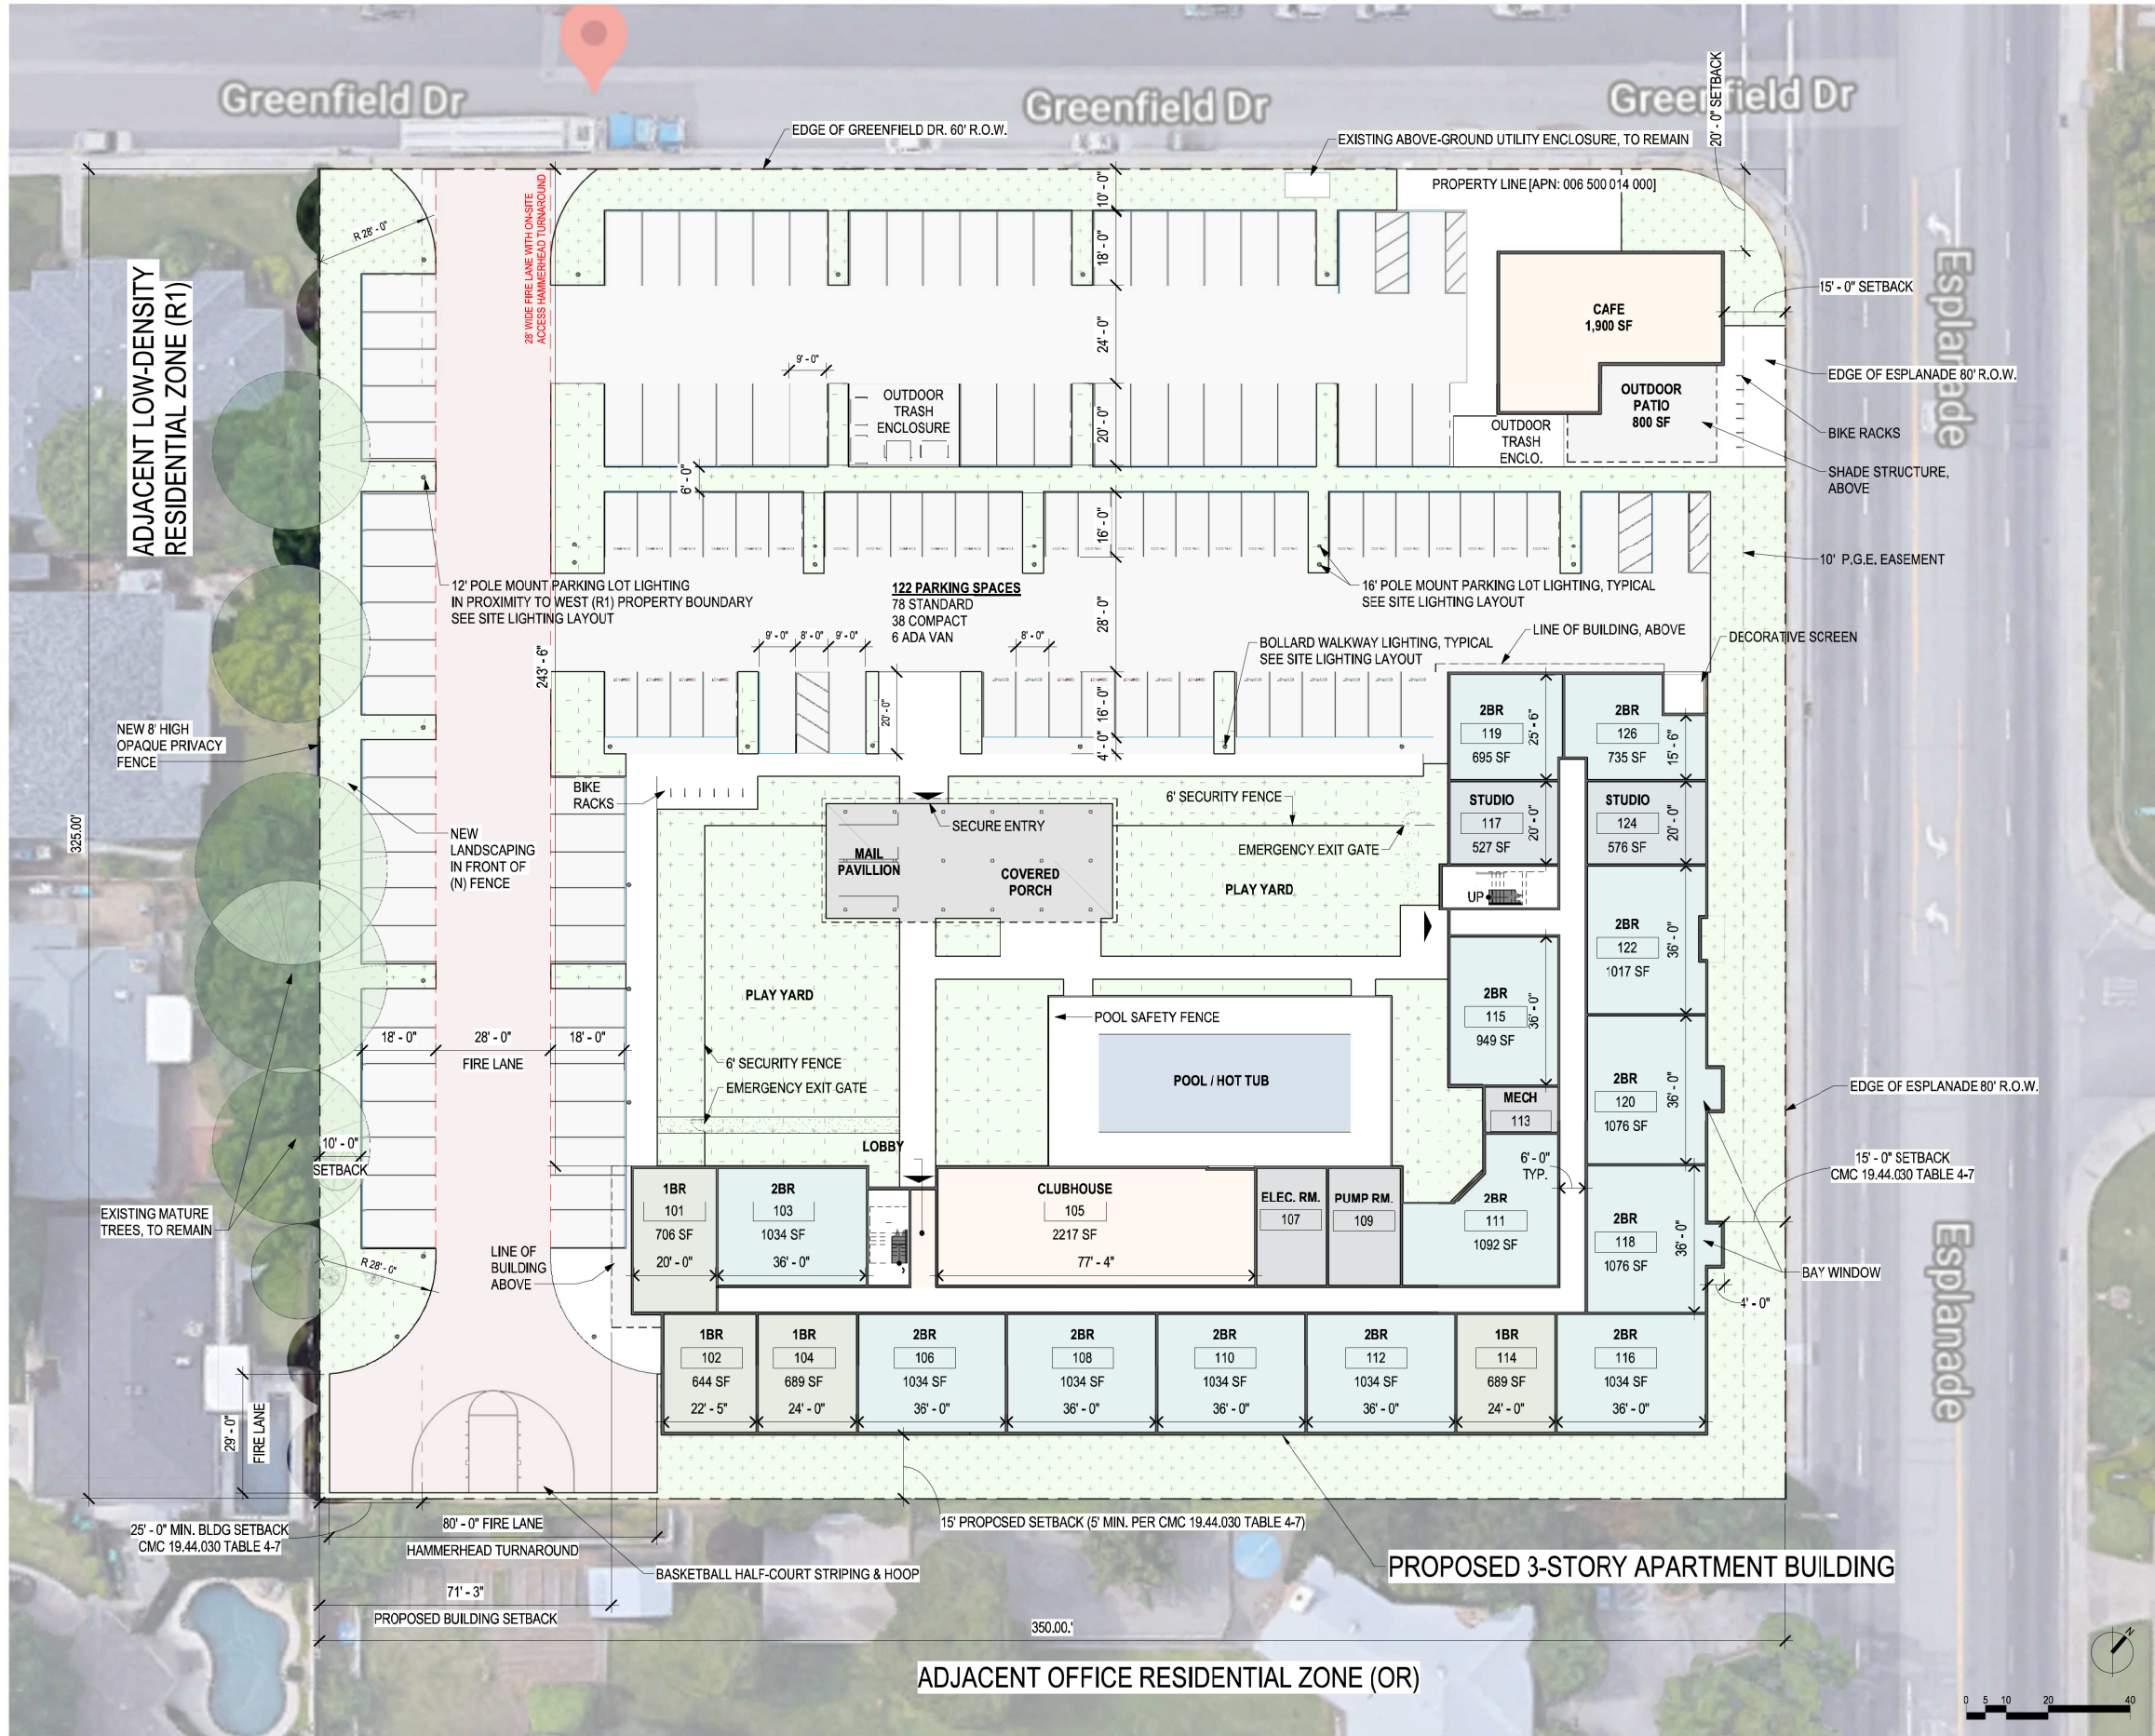 Greenfield Dr
Greenfield Dr
Greenfield Dr
20' - 0" SETBACK
EDGE OF GREENFIELD DR. 60' R.O.W.
EXISTING ABOVE-GROUND UTILITY ENCLOSURE, TO REMAIN
PROPERTY LINE [APN: 006 500 014 000]
28' WIDE FIRE LANE WITH ON-SITE
ACCESS HAMMERHEAD TURNAROUND
R 28' - 0"
10' - 0"
18' - 0"
24' - 0"
20' - 0"
6' - 0"
16' - 0"
28' - 0"
16' - 0"
4' - 0"
ADJACENT LOW-DENSITY
RESIDENTIAL ZONE (R1)
Esplanade
15' - 0" SETBACK
CAFE
1,900 SF
EDGE OF ESPLANADE 80' R.O.W.
9' - 0"
OUTDOOR
TRASH
ENCLOSURE
OUTDOOR
PATIO
800 SF
OUTDOOR
TRASH
ENCLO.
BIKE RACKS
SHADE STRUCTURE,
ABOVE
10' P.G.E. EASEMENT
12' POLE MOUNT PARKING LOT LIGHTING
IN PROXIMITY TO WEST (R1) PROPERTY BOUNDARY
SEE SITE LIGHTING LAYOUT
122 PARKING SPACES
78 STANDARD
38 COMPACT
6 ADA VAN
16' POLE MOUNT PARKING LOT LIGHTING, TYPICAL
SEE SITE LIGHTING LAYOUT
9' - 0"
8' - 0"
9' - 0"
8' - 0"
BOLLARD WALKWAY LIGHTING, TYPICAL
SEE SITE LIGHTING LAYOUT
LINE OF BUILDING, ABOVE
DECORATIVE SCREEN
243' - 6"
20' - 0"
NEW 8' HIGH
OPAQUE PRIVACY
FENCE
325.00'
NEW
LANDSCAPING
IN FRONT OF
(N) FENCE
BIKE
RACKS
SECURE ENTRY
MAIL
PAVILLION
COVERED
PORCH
6' SECURITY FENCE
EMERGENCY EXIT GATE
PLAY YARD
2BR
119
695 SF
25' - 6"
2BR
126
735 SF
15' - 6"
STUDIO
117
527 SF
20' - 0"
STUDIO
124
576 SF
20' - 0"
UP
2BR
122
1017 SF
36' - 0"
2BR
115
949 SF
36' - 0"
PLAY YARD
POOL SAFETY FENCE
POOL / HOT TUB
6' SECURITY FENCE
EMERGENCY EXIT GATE
18' - 0"
28' - 0"
18' - 0"
FIRE LANE
2BR
120
1076 SF
36' - 0"
MECH
113
EDGE OF ESPLANADE 80' R.O.W.
15' - 0" SETBACK
CMC 19.44.030 TABLE 4-7
10' - 0"
SETBACK
LOBBY
6' - 0"
TYP.
EXISTING MATURE
TREES, TO REMAIN
1BR
101
706 SF
20' - 0"
2BR
103
1034 SF
36' - 0"
CLUBHOUSE
105
2217 SF
77' - 4"
ELEC. RM.
107
PUMP RM.
109
2BR
111
1092 SF
2BR
118
1076 SF
36' - 0"
LINE OF
BUILDING
ABOVE
R 28' - 0"
BAY WINDOW
4' - 0"
Esplanade
1BR
102
644 SF
22' - 5"
1BR
104
689 SF
24' - 0"
2BR
106
1034 SF
36' - 0"
2BR
108
1034 SF
36' - 0"
2BR
110
1034 SF
36' - 0"
2BR
112
1034 SF
36' - 0"
1BR
114
689 SF
24' - 0"
2BR
116
1034 SF
36' - 0"
29' - 0"
FIRE LANE
25' - 0" MIN. BLDG SETBACK
CMC 19.44.030 TABLE 4-7
80' - 0" FIRE LANE
HAMMERHEAD TURNAROUND
15' PROPOSED SETBACK (5' MIN. PER CMC 19.44.030 TABLE 4-7)
BASKETBALL HALF-COURT STRIPING & HOOP
PROPOSED 3-STORY APARTMENT BUILDING
71' - 3"
PROPOSED BUILDING SETBACK
350.00.'
ADJACENT OFFICE RESIDENTIAL ZONE (OR)
N
0 5 10 20 40